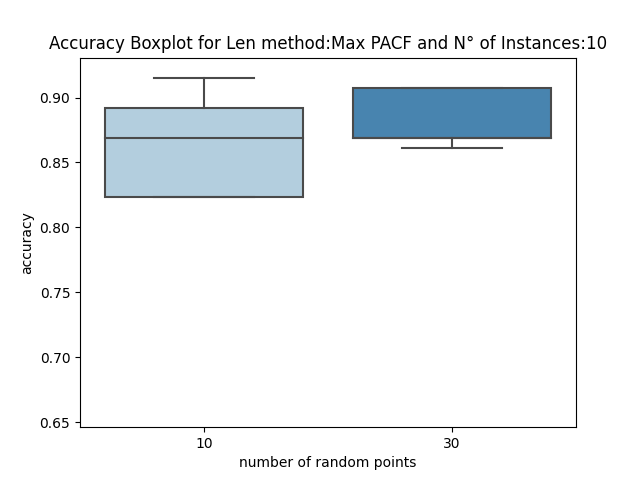 Accuracy Boxplot for Len method:Max PACF and N° of Instances:10
0.90
0.85
0.80
0.75
0.70
0.65
accuracy
10 30
number of random points